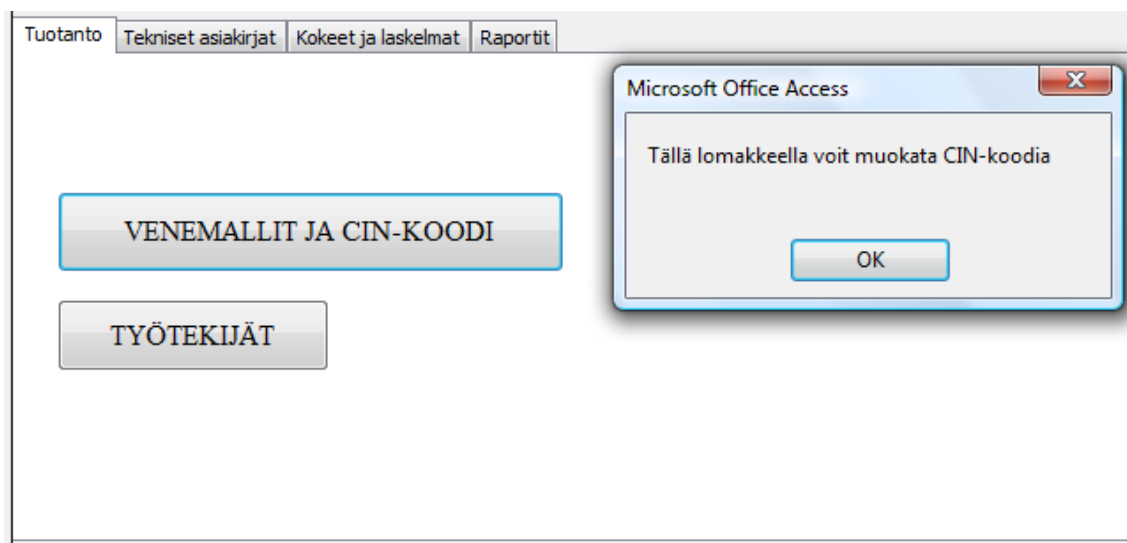 Tuotanto Tekniset asiakirjat Kokeet ja laskelmat Raportit
Microsoft Office Access
Tällä lomakkeella voit muokata CIN-koodia
OK
VENEMALLIT JA CIN-KOODI
TYÖTEKIJÄT